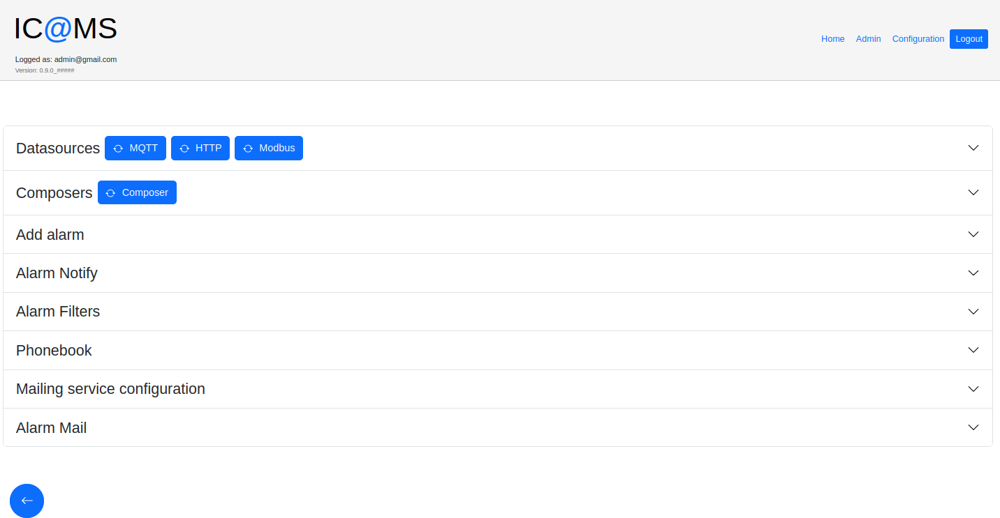 IC@MS
Home Admin Configuration Logout
Logged as: admin@gmail.com
Version: 0.9.0_#####
Datasources MQTT HTTP Modbus
Composers Composer
Add alarm
Alarm Notify
Alarm Filters
Phonebook
Mailing service configuration
Alarm Mail